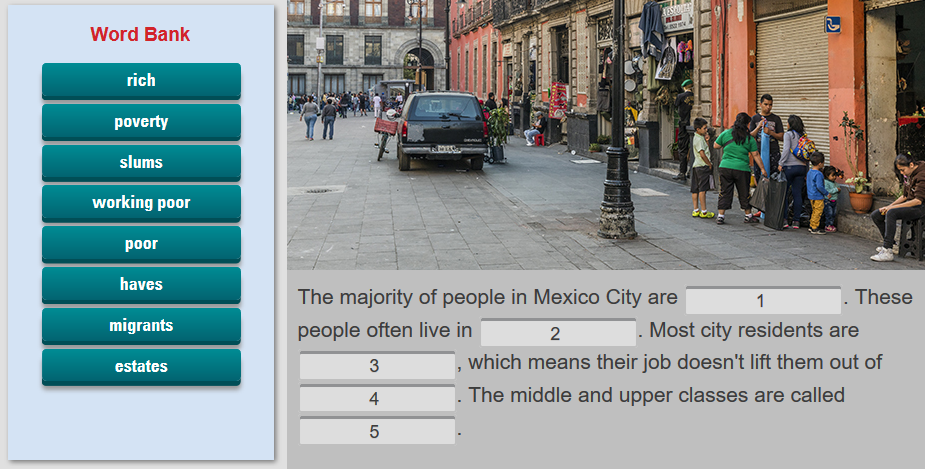 Word Bank
rich
poverty
slums
working poor
poor
haves
migrants
estates
The majority of people in Mexico City are 1 . These
people often live in 2 . Most city residents are
3 , which means their job doesn't lift them out of
4 . The middle and upper classes are called
5 .